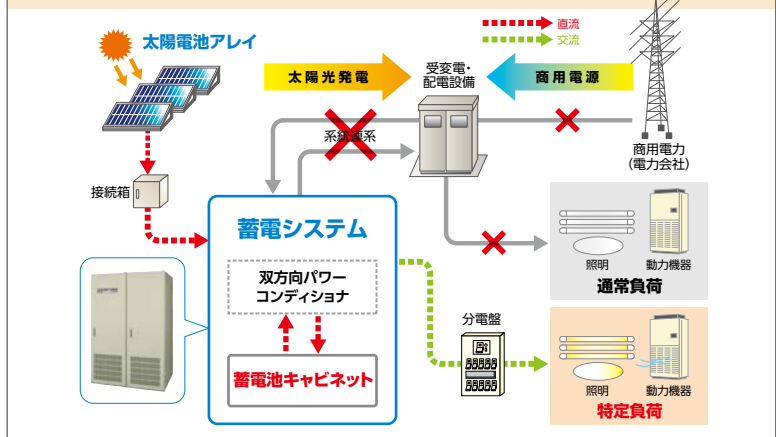 直流
交流
太陽電池アレイ
太陽光発電
受変電・
配電設備
商用電源
系統連系
商用電力
(電力会社)
接続箱
蓄電システム
双方向パワー
コンディショナ
蓄電池キャビネット
照明
動力機器
通常負荷
分電盤
照明
動力機器
特定負荷